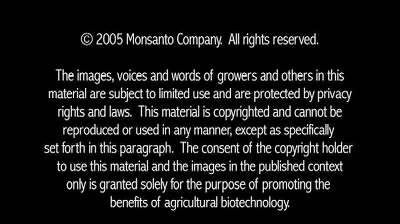 © 2005 Monsanto Company.  All rights reserved.
The images, voices and words of growers and others in this
material are subject to limited use and are protected by privacy
rights and laws.  This material is copyrighted and cannot be
reproduced or used in any manner, except as specifically
set forth in this paragraph.  The consent of the copyright holder
to use this material and the images in the published context
only is granted solely for the purpose of promoting the
benefits of agricultural biotechnology.